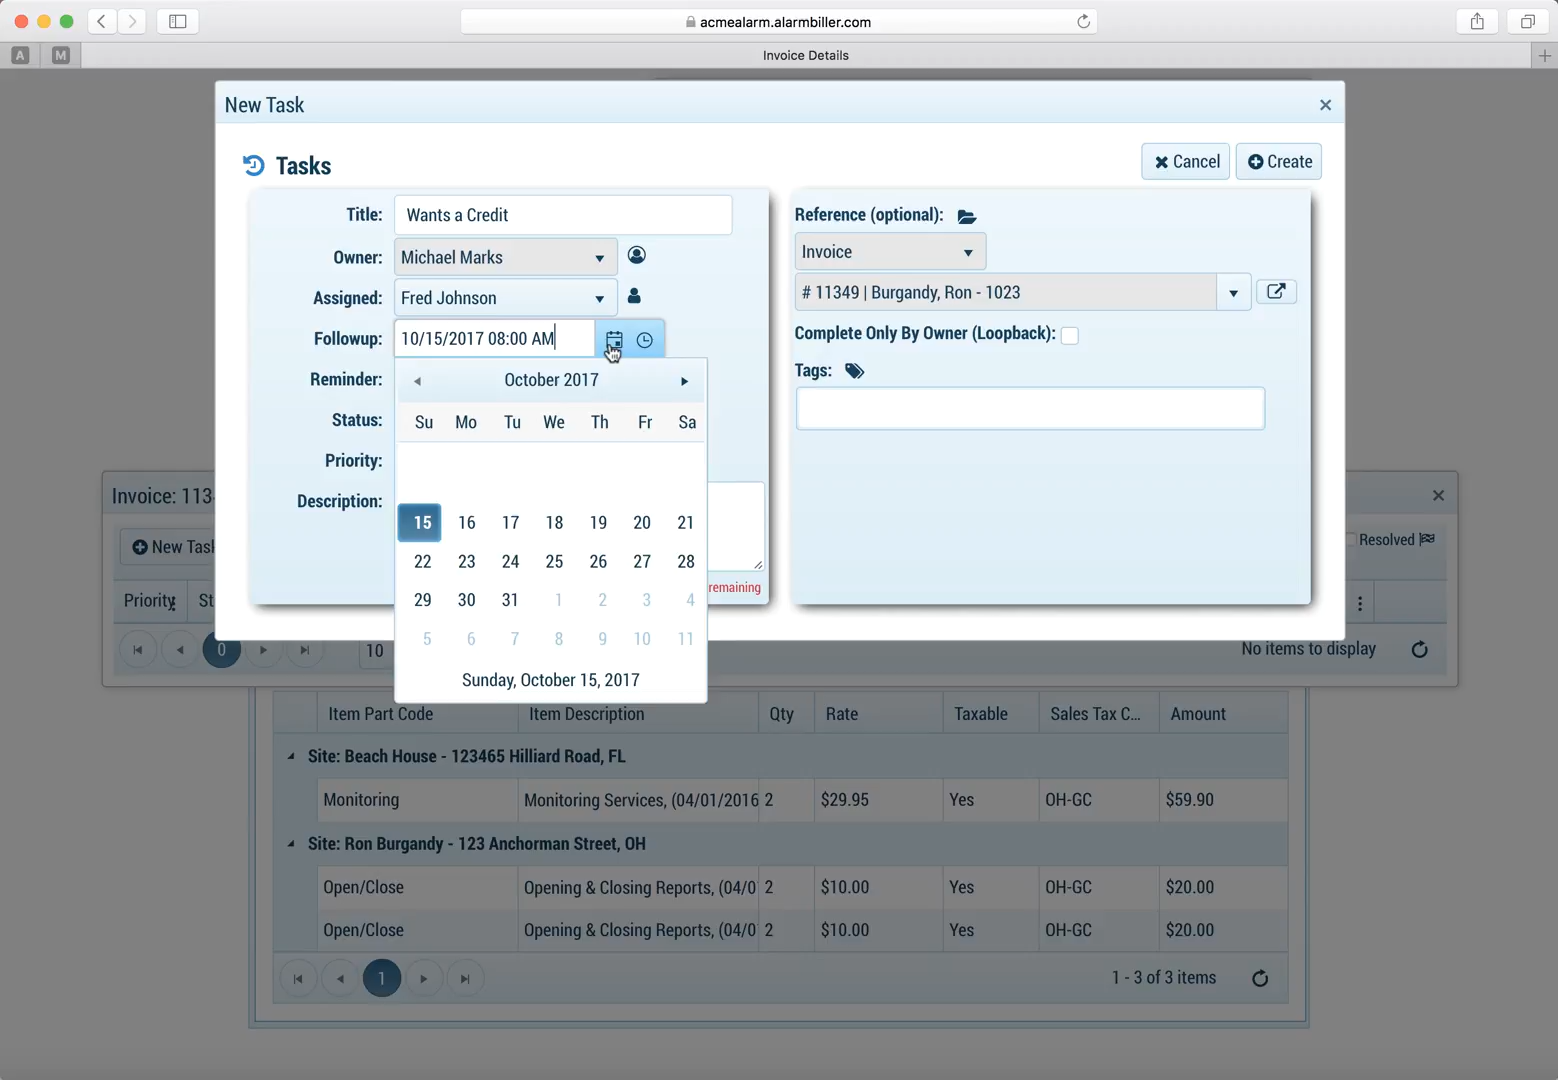 acmealarm.alarmbiller.com
A
M
Invoice Details
New Task
Tasks
Cancel
Create
Title:
Wants a Credit
Owner:
Michael Marks
Assigned:
Fred Johnson
Followup:
10/15/2017 08:00 AM
Reminder:
Status:
Priority:
Description:
October 2017
Su Mo Tu We Th Fr Sa
15 16 17 18 19 20 21
22 23 24 25 26 27 28
29 30 31 1 2 3 4
5 6 7 8 9 10 11
Sunday, October 15, 2017
remaining
Reference (optional):
Invoice
# 11349 | Burgandy, Ron - 1023
Complete Only By Owner (Loopback):
Tags:
Invoice: 113
New Task
Resolved
Priority
St
0
10
No items to display
Item Part Code Item Description Qty Rate Taxable Sales Tax C... Amount
Site: Beach House - 123465 Hilliard Road, FL
Monitoring Monitoring Services, (04/01/2016 2 $29.95 Yes OH-GC $59.90
Site: Ron Burgandy - 123 Anchorman Street, OH
Open/Close Opening & Closing Reports, (04/0 2 $10.00 Yes OH-GC $20.00
Open/Close Opening & Closing Reports, (04/0 2 $10.00 Yes OH-GC $20.00
1
1 - 3 of 3 items